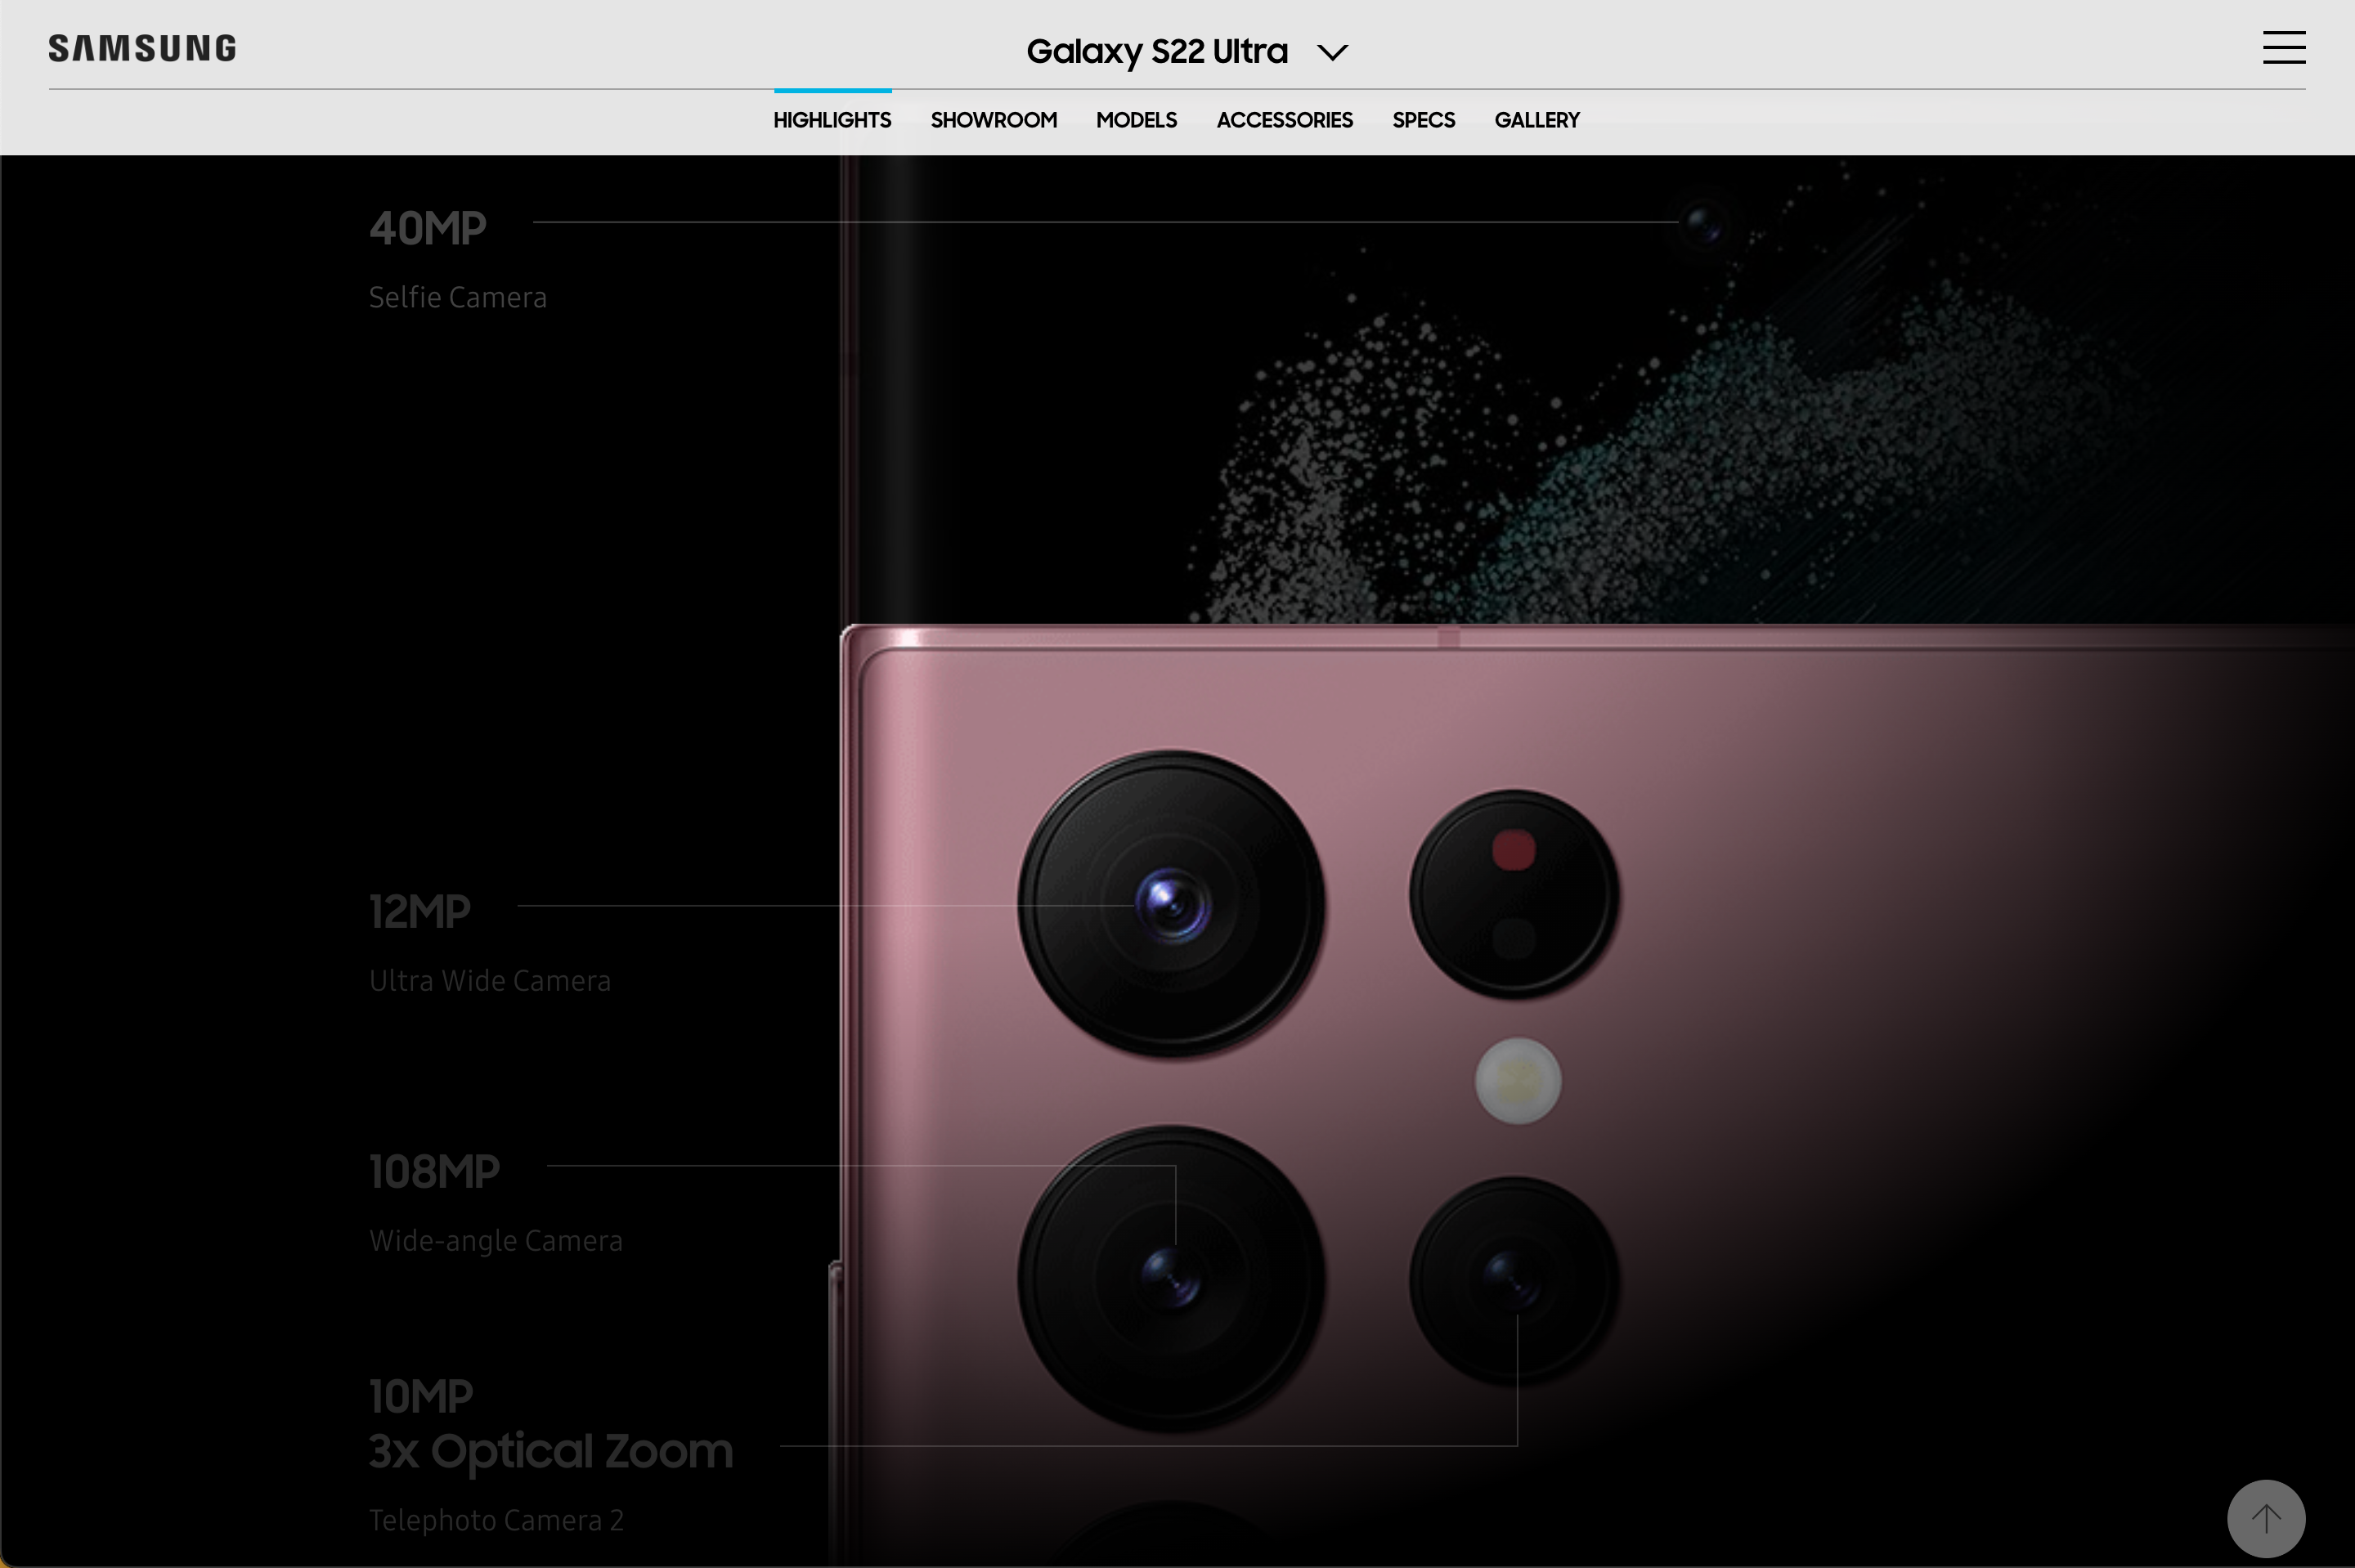 SAMSUNG
Galaxy S22 Ultra
HIGHLIGHTS SHOWROOM MODELS ACCESSORIES SPECS GALLERY
40MP
Selfie Camera
12MP
Ultra Wide Camera
108MP
Wide-angle Camera
10MP
3x Optical Zoom
Telephoto Camera 2